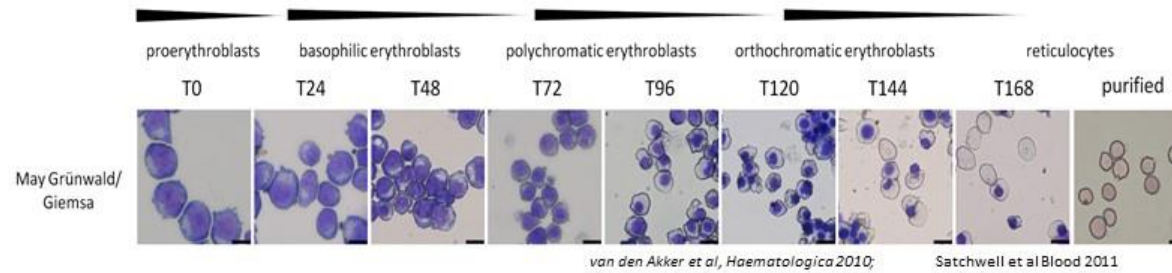 proerythroblasts basophilic erythroblasts polychromatic erythroblasts orthochromatic erythroblasts reticulocytes
T0 T24 T48 T72 T96 T120 T144 T168 purified
May Grünwald/
Giemsa
van den Akker et al, Haematologica 2010; Satchwell et al Blood 2011